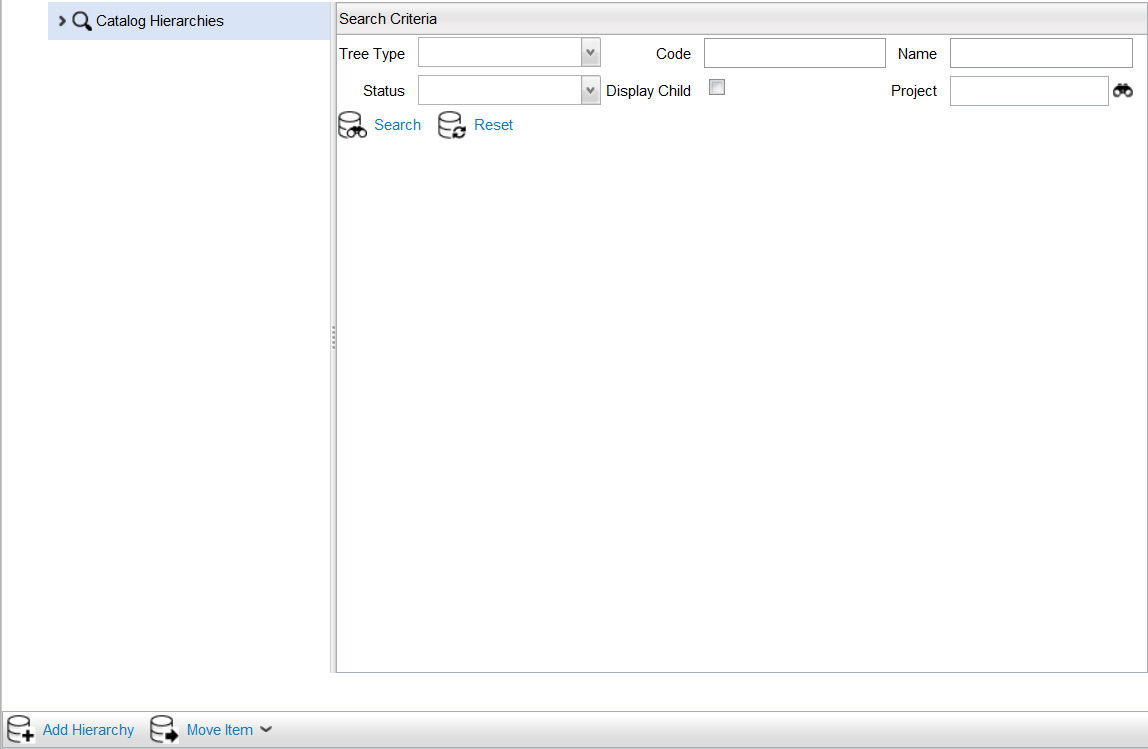 Catalog Hierarchies
Search Criteria
Tree Type Code Name
Status Display Child Project
Search Reset
Add Hierarchy Move Item